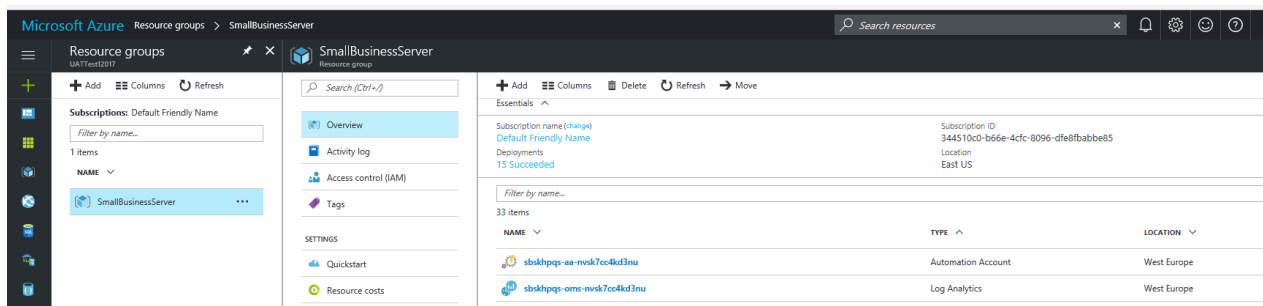 Microsoft Azure Resource groups > SmallBusinessServer
Search resources
Resource groups
UATTest12017
SmallBusinessServer
Resource group
Add Columns Refresh
Subscriptions: Default Friendly Name
Filter by name...
1 items
NAME
SmallBusinessServer
Search (Ctrl+/)
Overview
Activity log
Access control (IAM)
Tags
SETTINGS
Quickstart
Resource costs
Add Columns Delete Refresh Move
Essentials
Subscription name (change)
Default Friendly Name
Deployments
15 Succeeded
Subscription ID
344510c0-b66e-4cfc-8096-dfe8fbabbe85
Location
East US
Filter by name...
33 items
NAME TYPE LOCATION
sbskhpqs-aa-nvsk7cc4kd3nu Automation Account West Europe
sbskhpqs-oms-nvsk7cc4kd3nu Log Analytics West Europe